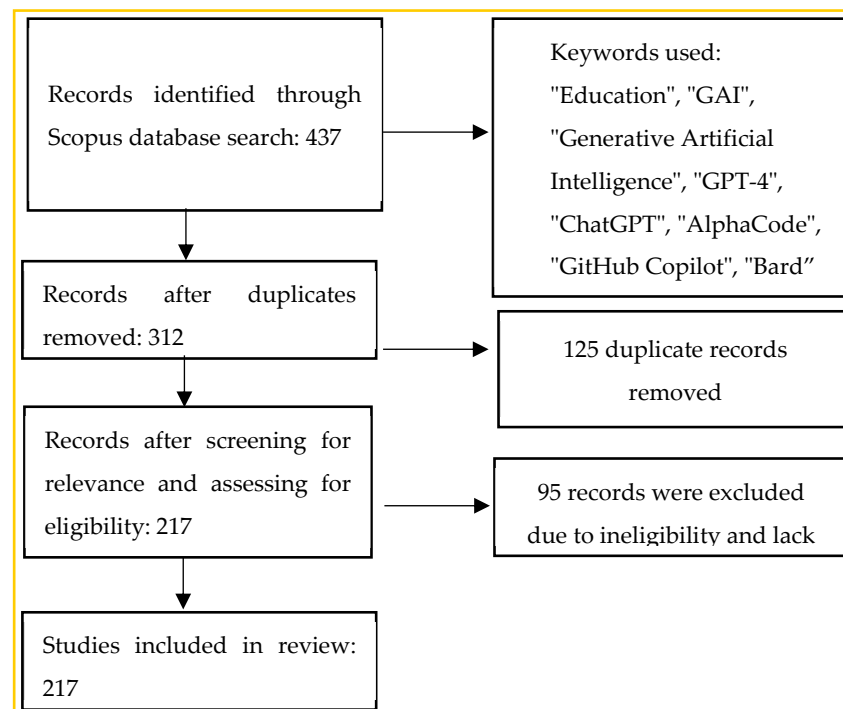 Records identified through
Scopus database search: 437
Keywords used:
"Education", "GAI",
"Generative Artificial
Intelligence", "GPT-4",
"ChatGPT", "AlphaCode",
"GitHub Copilot", "Bard”
Records after duplicates
removed: 312
125 duplicate records
removed
Records after screening for
relevance and assessing for
eligibility: 217
95 records were excluded
due to ineligibility and lack
Studies included in review:
217